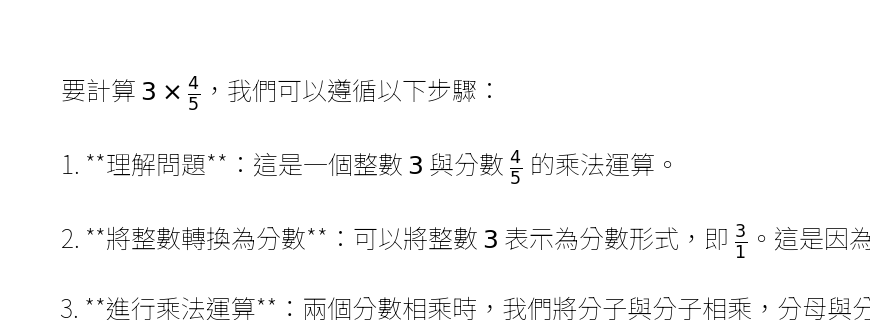 要計算 3 × 4/5，我們可以遵循以下步驟：
1. **理解問題**：這是一個整數 3 與分數 4/5 的乘法運算。
2. **將整數轉換為分數**：可以將整數 3 表示為分數形式，即 3/1。這是因為
3. **進行乘法運算**：兩個分數相乘時，我們將分子與分子相乘，分母與分